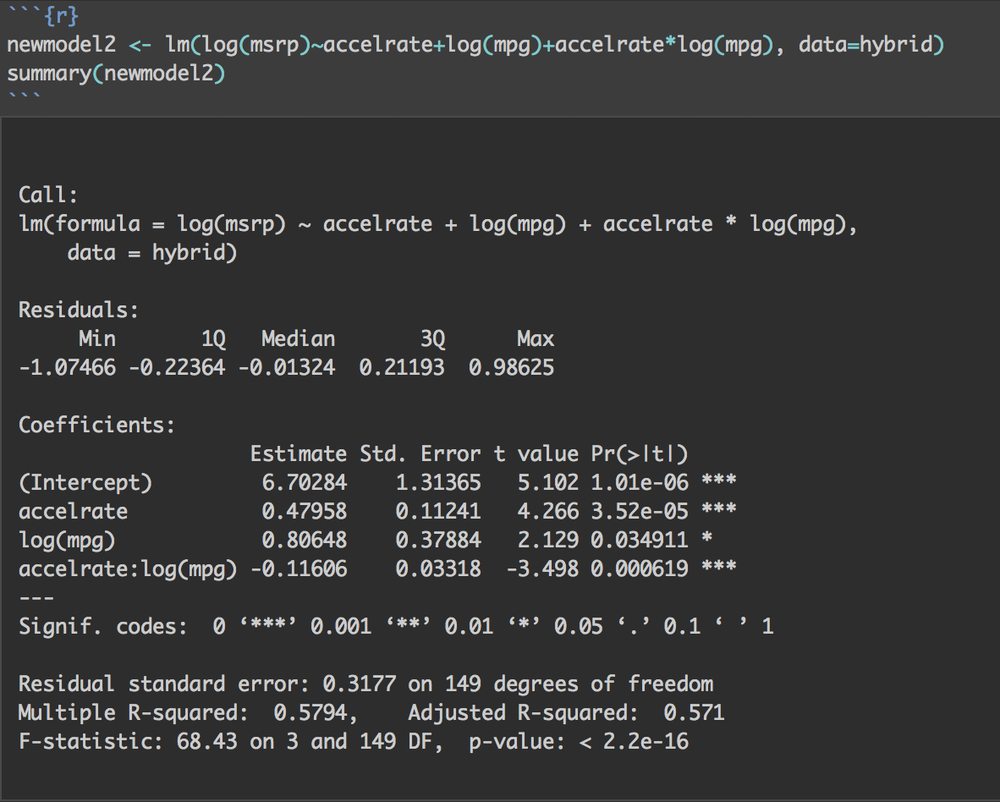 ```{r}
newmodel2 <- lm(log(msrp)~accelrate+log(mpg)+accelrate*log(mpg), data=hybrid)
summary(newmodel2)
```
Call:
lm(formula = log(msrp) ~ accelrate + log(mpg) + accelrate * log(mpg),
    data = hybrid)
Residuals:
     Min       1Q   Median       3Q      Max
-1.07466 -0.22364 -0.01324  0.21193  0.98625
Coefficients:
                   Estimate Std. Error t value Pr(>|t|)
(Intercept)         6.70284    1.31365   5.102 1.01e-06 ***
accelrate           0.47958    0.11241   4.266 3.52e-05 ***
log(mpg)            0.80648    0.37884   2.129 0.034911 *
accelrate:log(mpg) -0.11606    0.03318  -3.498 0.000619 ***
---
Signif. codes:  0 ‘***’ 0.001 ‘**’ 0.01 ‘*’ 0.05 ‘.’ 0.1 ‘ ’ 1
Residual standard error: 0.3177 on 149 degrees of freedom
Multiple R-squared:  0.5794,    Adjusted R-squared:  0.571
F-statistic: 68.43 on 3 and 149 DF,  p-value: < 2.2e-16